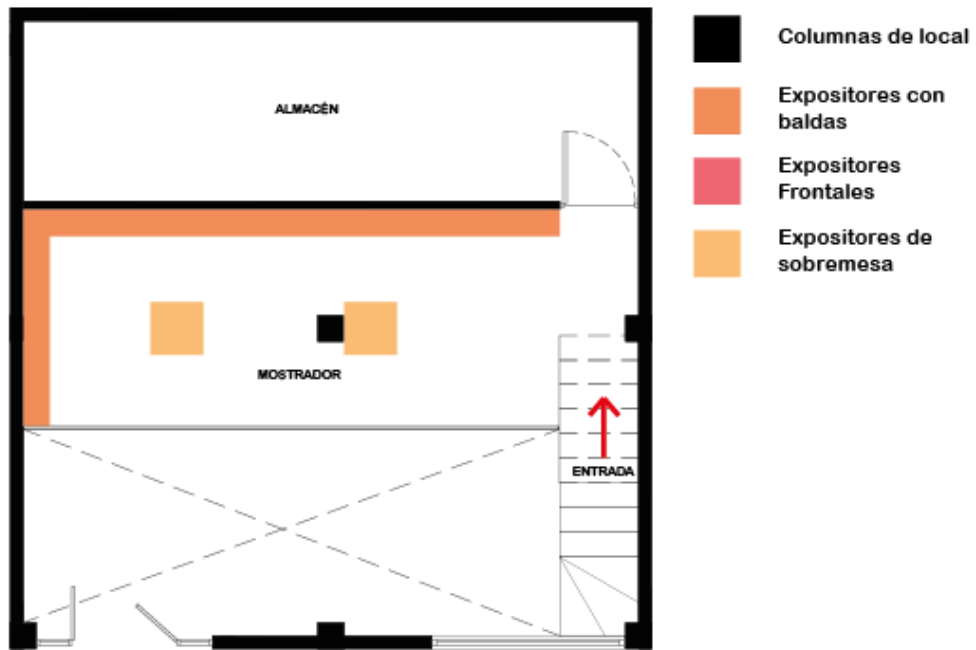 ALMACÉN
MOSTRADOR
ENTRADA
Columnas de local
Expositores con
baldas
Expositores
Frontales
Expositores de
sobremesa